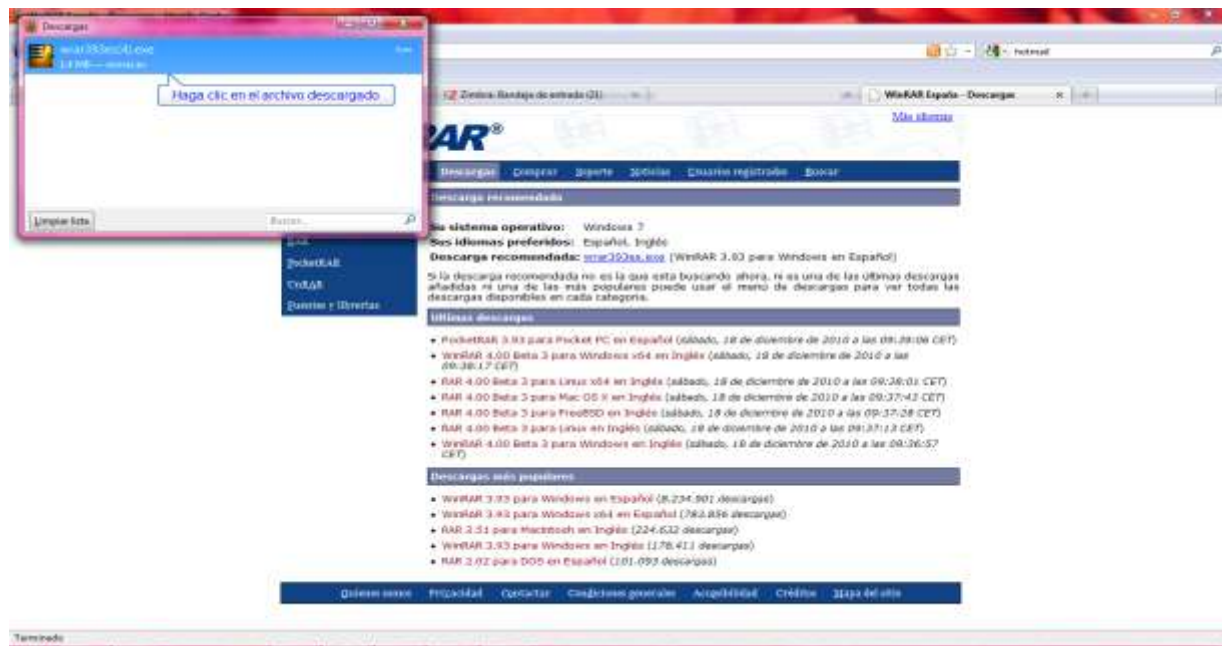 Descargas
wrar393es(4).exe
Haga clic en el archivo descargado
Limpiar lista
Buscar...
hotmail
Zimbra: Bandeja de entrada (21)
WinRAR España - Descargas
Más idiomas
RAR®
Descargas Comprar Soporte Noticias Usuarios registrados Buscar
Descarga recomendada
Su sistema operativo: Windows 7
Sus idiomas preferidos: Español, Inglés
Descarga recomendada: wrar393es.exe (WinRAR 3.93 para Windows en Español)
Si la descarga recomendada no es la que esta buscando ahora, ni es una de las últimas descargas
añadidas ni una de las más populares puede usar el menú de descargas para ver todas las
descargas disponibles en cada categoría.
RAR
PocketRAR
UnRAR
Fuentes y librerías
Últimas descargas
• PocketRAR 3.93 para Pocket PC en Español (sábado, 18 de diciembre de 2010 a las 09:39:06 CET)
• WinRAR 4.00 Beta 3 para Windows x64 en Inglés (sábado, 18 de diciembre de 2010 a las
09:38:17 CET)
• RAR 4.00 Beta 3 para Linux x64 en Inglés (sábado, 18 de diciembre de 2010 a las 09:38:01 CET)
• RAR 4.00 Beta 3 para Mac OS X en Inglés (sábado, 18 de diciembre de 2010 a las 09:37:43 CET)
• RAR 4.00 Beta 3 para FreeBSD en Inglés (sábado, 18 de diciembre de 2010 a las 09:37:28 CET)
• RAR 4.00 Beta 3 para Linux en Inglés (sábado, 18 de diciembre de 2010 a las 09:37:13 CET)
• WinRAR 4.00 Beta 3 para Windows en Inglés (sábado, 18 de diciembre de 2010 a las 09:36:57
CET)
Descargas más populares
• WinRAR 3.93 para Windows en Español (8.234.901 descargas)
• WinRAR 3.93 para Windows x64 en Español (783.856 descargas)
• RAR 3.51 para Macintosh en Inglés (224.632 descargas)
• WinRAR 3.93 para Windows en Inglés (178.411 descargas)
• RAR 2.02 para DOS en Español (101.093 descargas)
Quienes somos Privacidad Contactar Condiciones generales Accesibilidad Créditos Mapa del sitio
Terminado